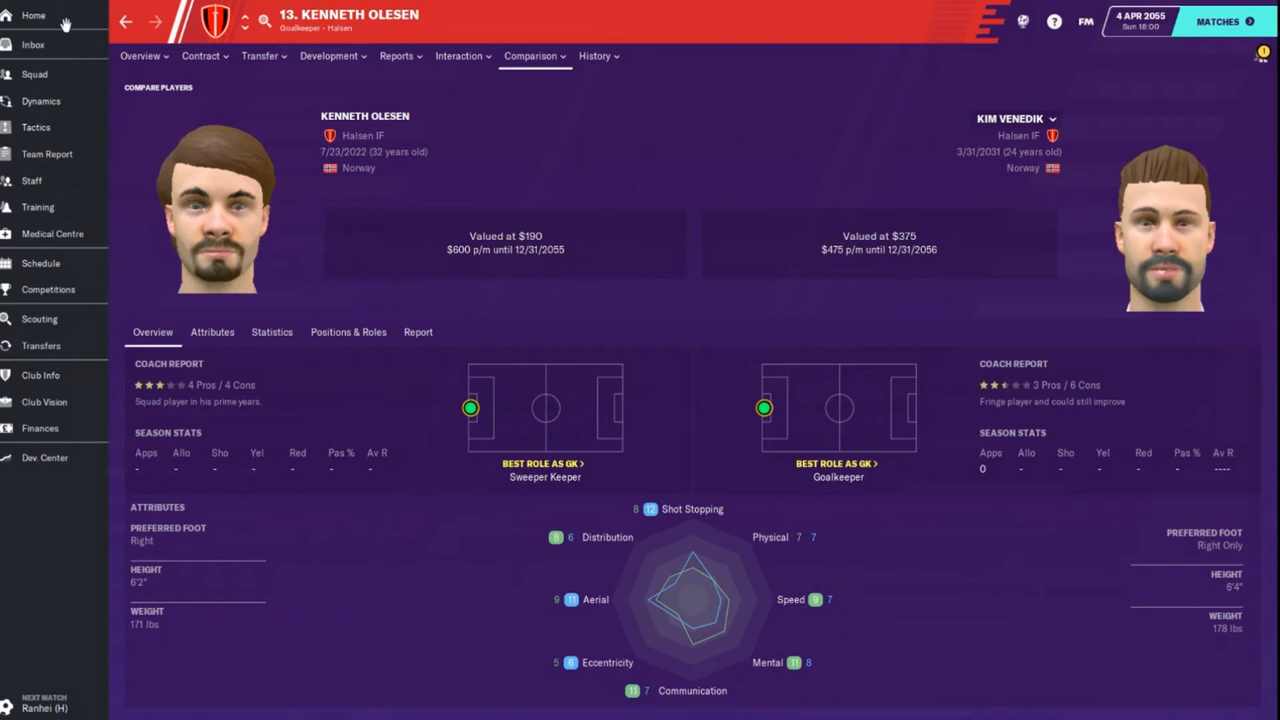 Home
Inbox
Squad
Dynamics
Tactics
Team Report
Staff
Training
Medical Centre
Schedule
Competitions
Scouting
Transfers
Club Info
Club Vision
Finances
Dev. Center
NEXT MATCH
Ranhei (H)
13. KENNETH OLESEN
Goalkeeper - Halsen
FM
4 APR 2055
Sun 18:00
MATCHES
1
Overview Contract Transfer Development Reports Interaction Comparison History
COMPARE PLAYERS
KENNETH OLESEN
Halsen IF
7/23/2022 (32 years old)
Norway
KIM VENEDIK
Halsen IF
3/31/2031 (24 years old)
Norway
Valued at $190
$600 p/m until 12/31/2055
Valued at $375
$475 p/m until 12/31/2056
Overview Attributes Statistics Positions & Roles Report
COACH REPORT
4 Pros / 4 Cons
Squad player in his prime years.
SEASON STATS
Apps Allo Sho Yel Red Pas % Av R
- - - - - - -
BEST ROLE AS GK >
Sweeper Keeper
BEST ROLE AS GK >
Goalkeeper
COACH REPORT
3 Pros / 6 Cons
Fringe player and could still improve
SEASON STATS
Apps Allo Sho Yel Red Pas % Av R
0 - - - - - ----
ATTRIBUTES
PREFERRED FOOT
Right
HEIGHT
6'2"
WEIGHT
171 lbs
8 12 Shot Stopping
8 6 Distribution
Physical 7 7
9 11 Aerial
Speed 9 7
5 6 Eccentricity
Mental 11 8
11 7 Communication
PREFERRED FOOT
Right Only
HEIGHT
6'4"
WEIGHT
178 lbs